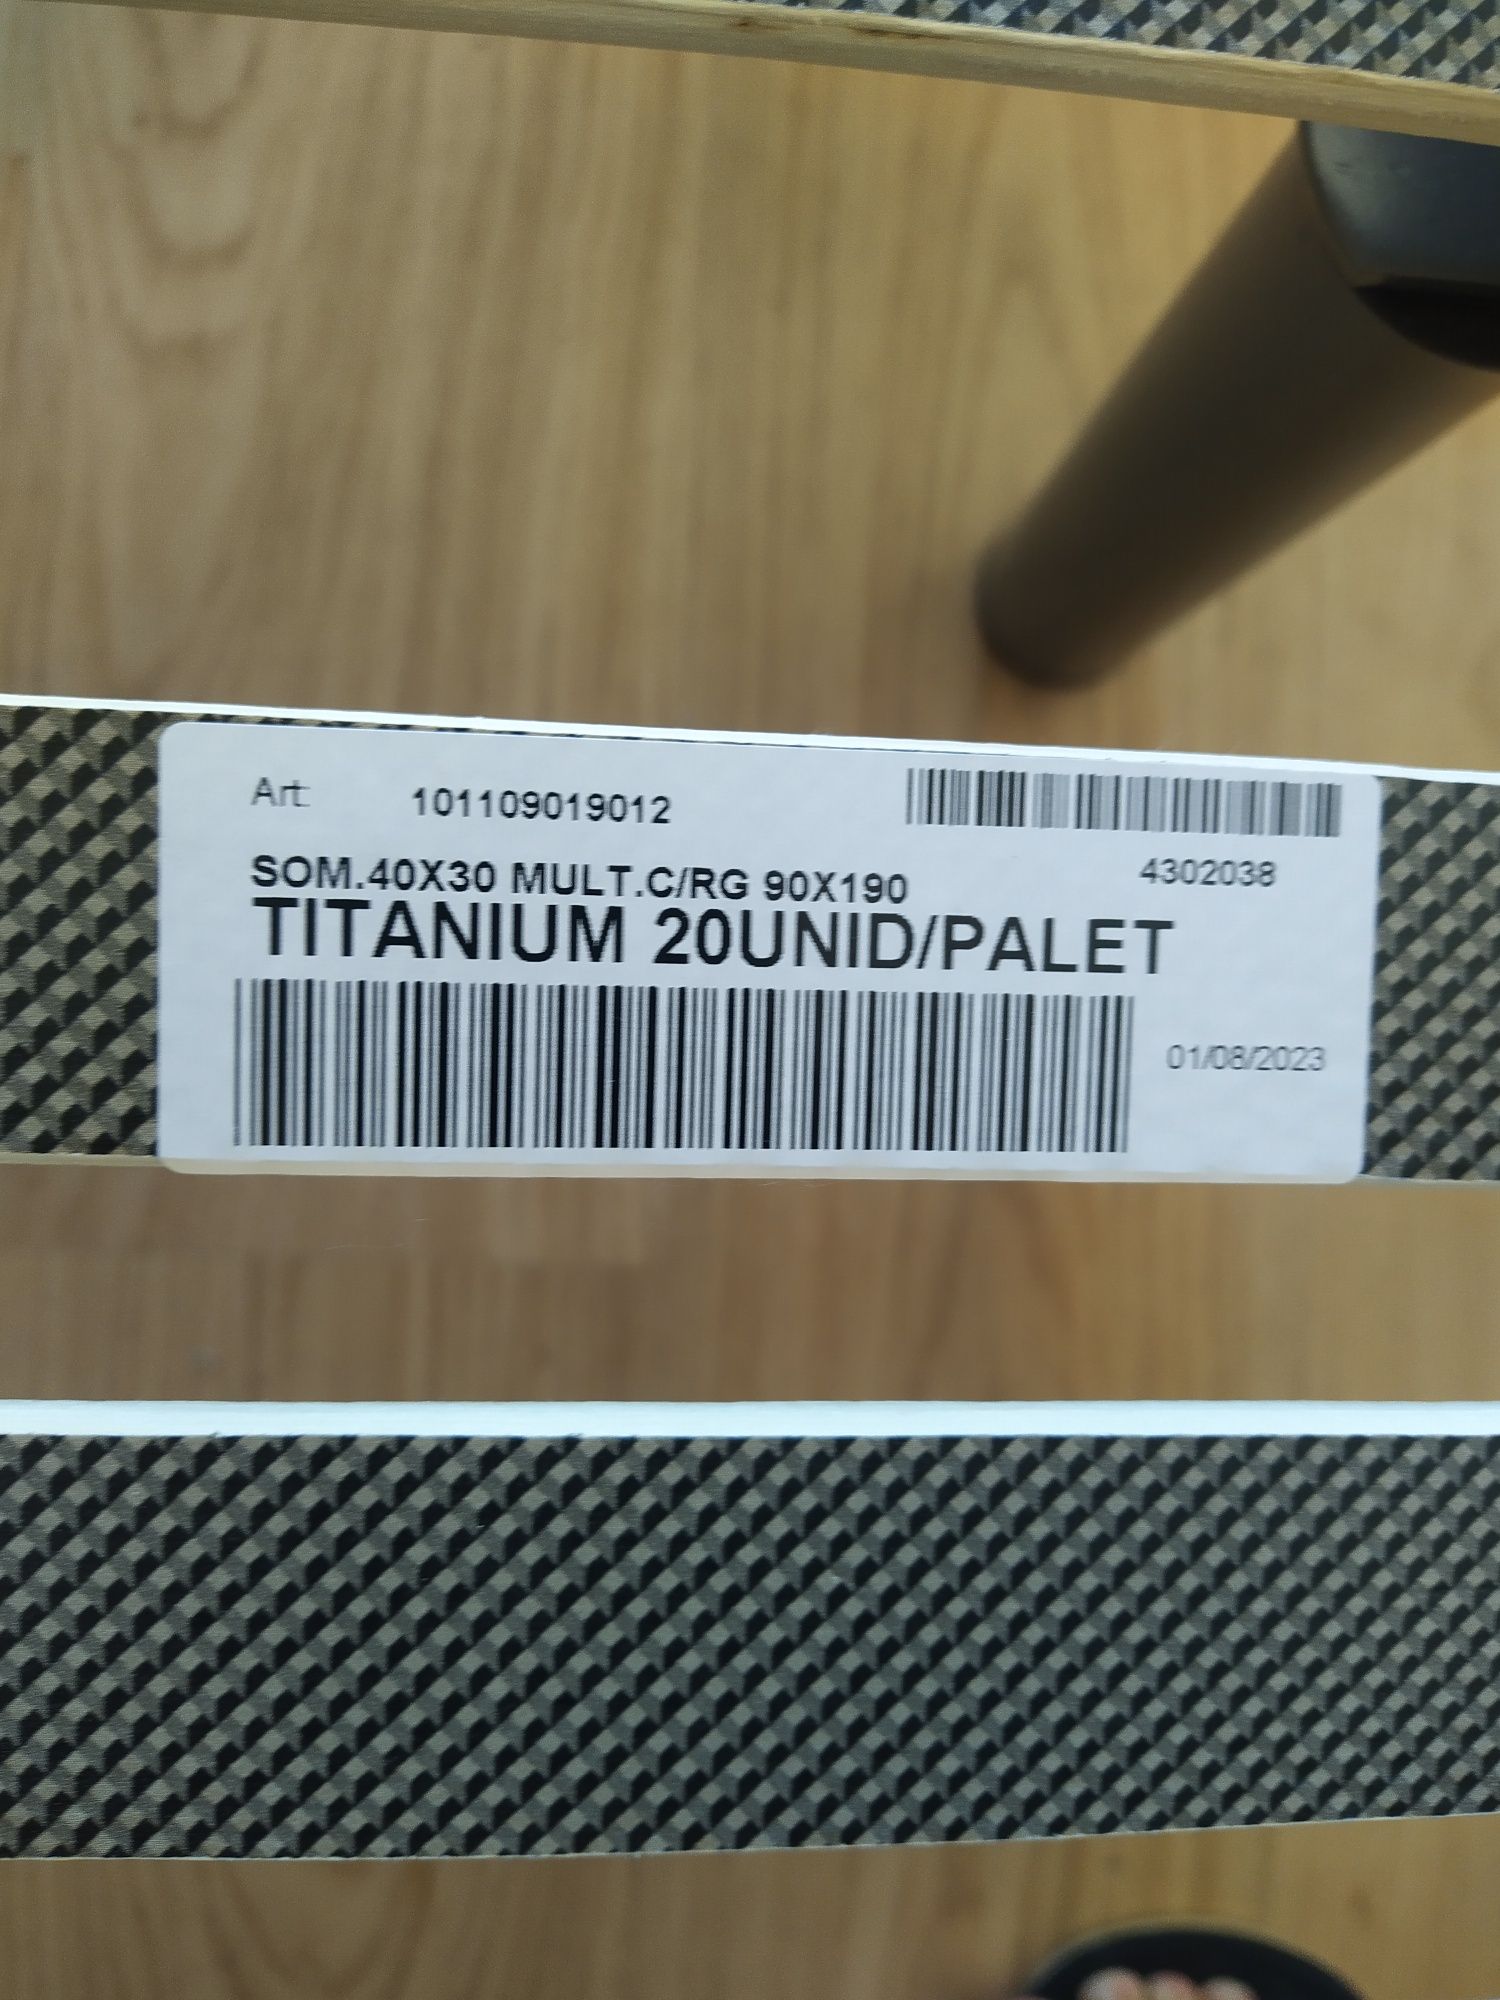 Art: 101109019012
SOM.40X30 MULT.C/RG 90X190
4302038
TITANIUM 20UNID/PALET
01/08/2023